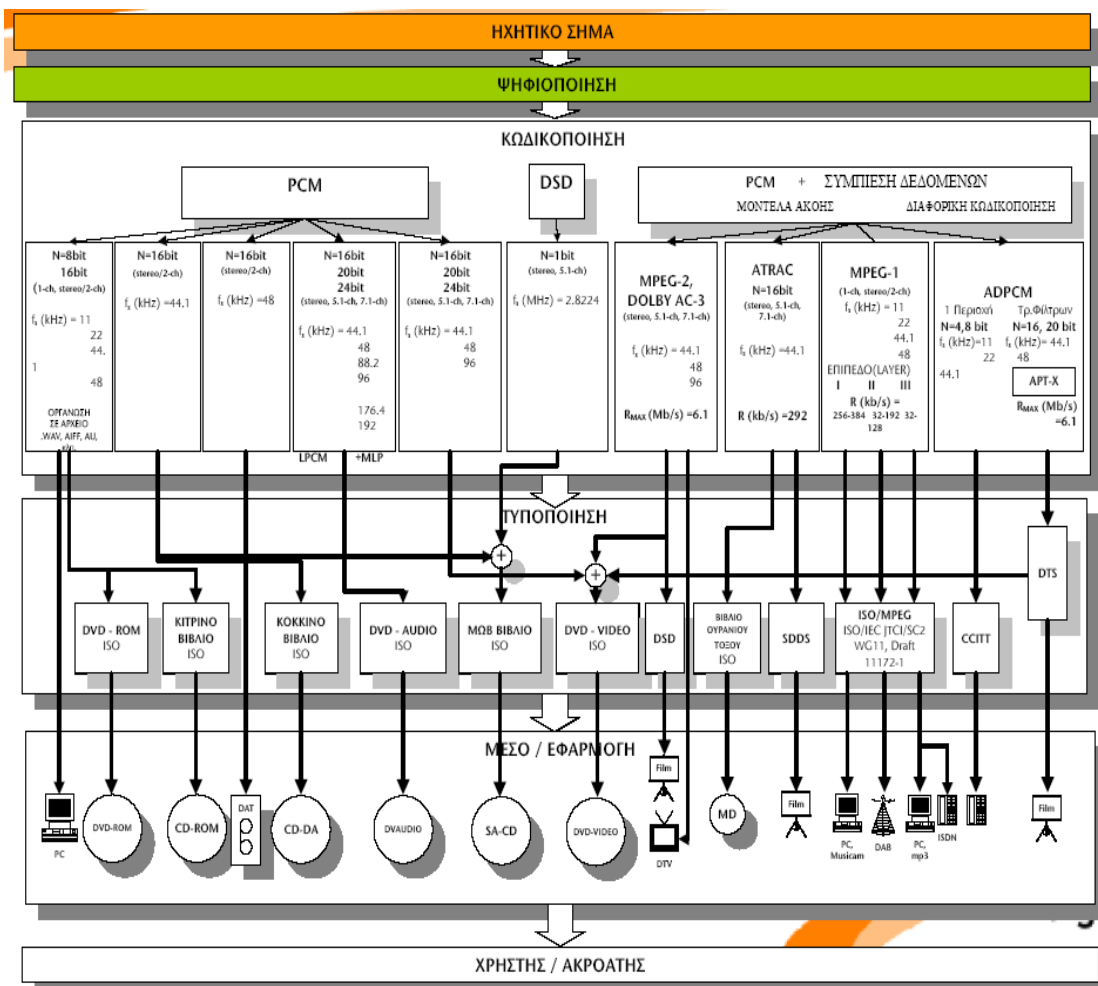 ΗΧΗΤΙΚΟ ΣΗΜΑ
ΨΗΦΙΟΠΟΙΗΣΗ
ΚΩΔΙΚΟΠΟΙΗΣΗ
PCM
DSD
PCM + ΣΥΜΠΙΕΣΗ ΔΕΔΟΜΕΝΩΝ
ΜΟΝΤΕΛΑ ΑΚΟΗΣ ΔΙΑΦΟΡΙΚΗ ΚΩΔΙΚΟΠΟΙΗΣΗ
N=8bit
16bit
(1-ch, stereo/2-ch)
fs (kHz) = 11
22
44.
1
48
ΟΡΓΑΝΩΣΗ
ΣΕ ΑΡΧΕΙΟ
.WAV, AIFF, AU,
N=16bit
(stereo/2-ch)
fs (kHz) =44.1
N=16bit
(stereo/2-ch)
fs (kHz) =48
N=16bit
20bit
24bit
(stereo, 5.1-ch, 7.1-ch)
fs (kHz) = 44.1
48
88.2
96
176.4
192
LPCM +MLP
N=16bit
20bit
24bit
(stereo, 5.1-ch, 7.1-ch)
fs (kHz) = 44.1
48
96
N=1bit
(stereo, 5.1-ch)
fs (MHz) = 2.8224
MPEG-2,
DOLBY AC-3
(stereo, 5.1-ch, 7.1-ch)
fs (kHz) = 44.1
48
96
RMAX (Mb/s) =6.1
ATRAC
N=16bit
(stereo, 5.1-ch,
7.1-ch)
fs (kHz) =44.1
R (kb/s) =292
MPEG-1
(1-ch, stereo/2-ch)
fs (kHz) = 11
22
44.1
48
ΕΠΙΠΕΔΟ(LAYER)
I II III
R (kb/s) =
256-384 32-192 32-
128
ADPCM
1 Περιοχή
N=4,8 bit
fs (kHz)=11
22
44.1
Τρ.Φίλτρων
N=16, 20 bit
fs (kHz)= 44.1
48
APT-X
RMAX (Mb/s)
=6.1
ΤΥΠΟΠΟΙΗΣΗ
+
+
DTS
DVD - ROM
ISO
ΚΙΤΡΙΝΟ
ΒΙΒΛΙΟ
ISO
ΚΟΚΚΙΝΟ
ΒΙΒΛΙΟ
ISO
DVD - AUDIO
ISO
ΜΩΒ ΒΙΒΛΙΟ
ISO
DVD - VIDEO
ISO
DSD
ΒΙΒΛΙΟ
ΟΥΡΑΝΙΟΥ
ΤΟΞΟΥ
ISO
SDDS
ISO/MPEG
ISO/IEC JTCI/SC2
WG11, Draft
11172-1
CCITT
ΜΕΣΟ / ΕΦΑΡΜΟΓΗ
PC
DVD-ROM
CD-ROM
DAT
CD-DA
DVAUDIO
SA-CD
DVD-VIDEO
Film
DTV
MD
Film
PC,
Musicam
DAB
PC,
mp3
ISDN
Film
ΧΡΗΣΤΗΣ / ΑΚΡΟΑΤΗΣ